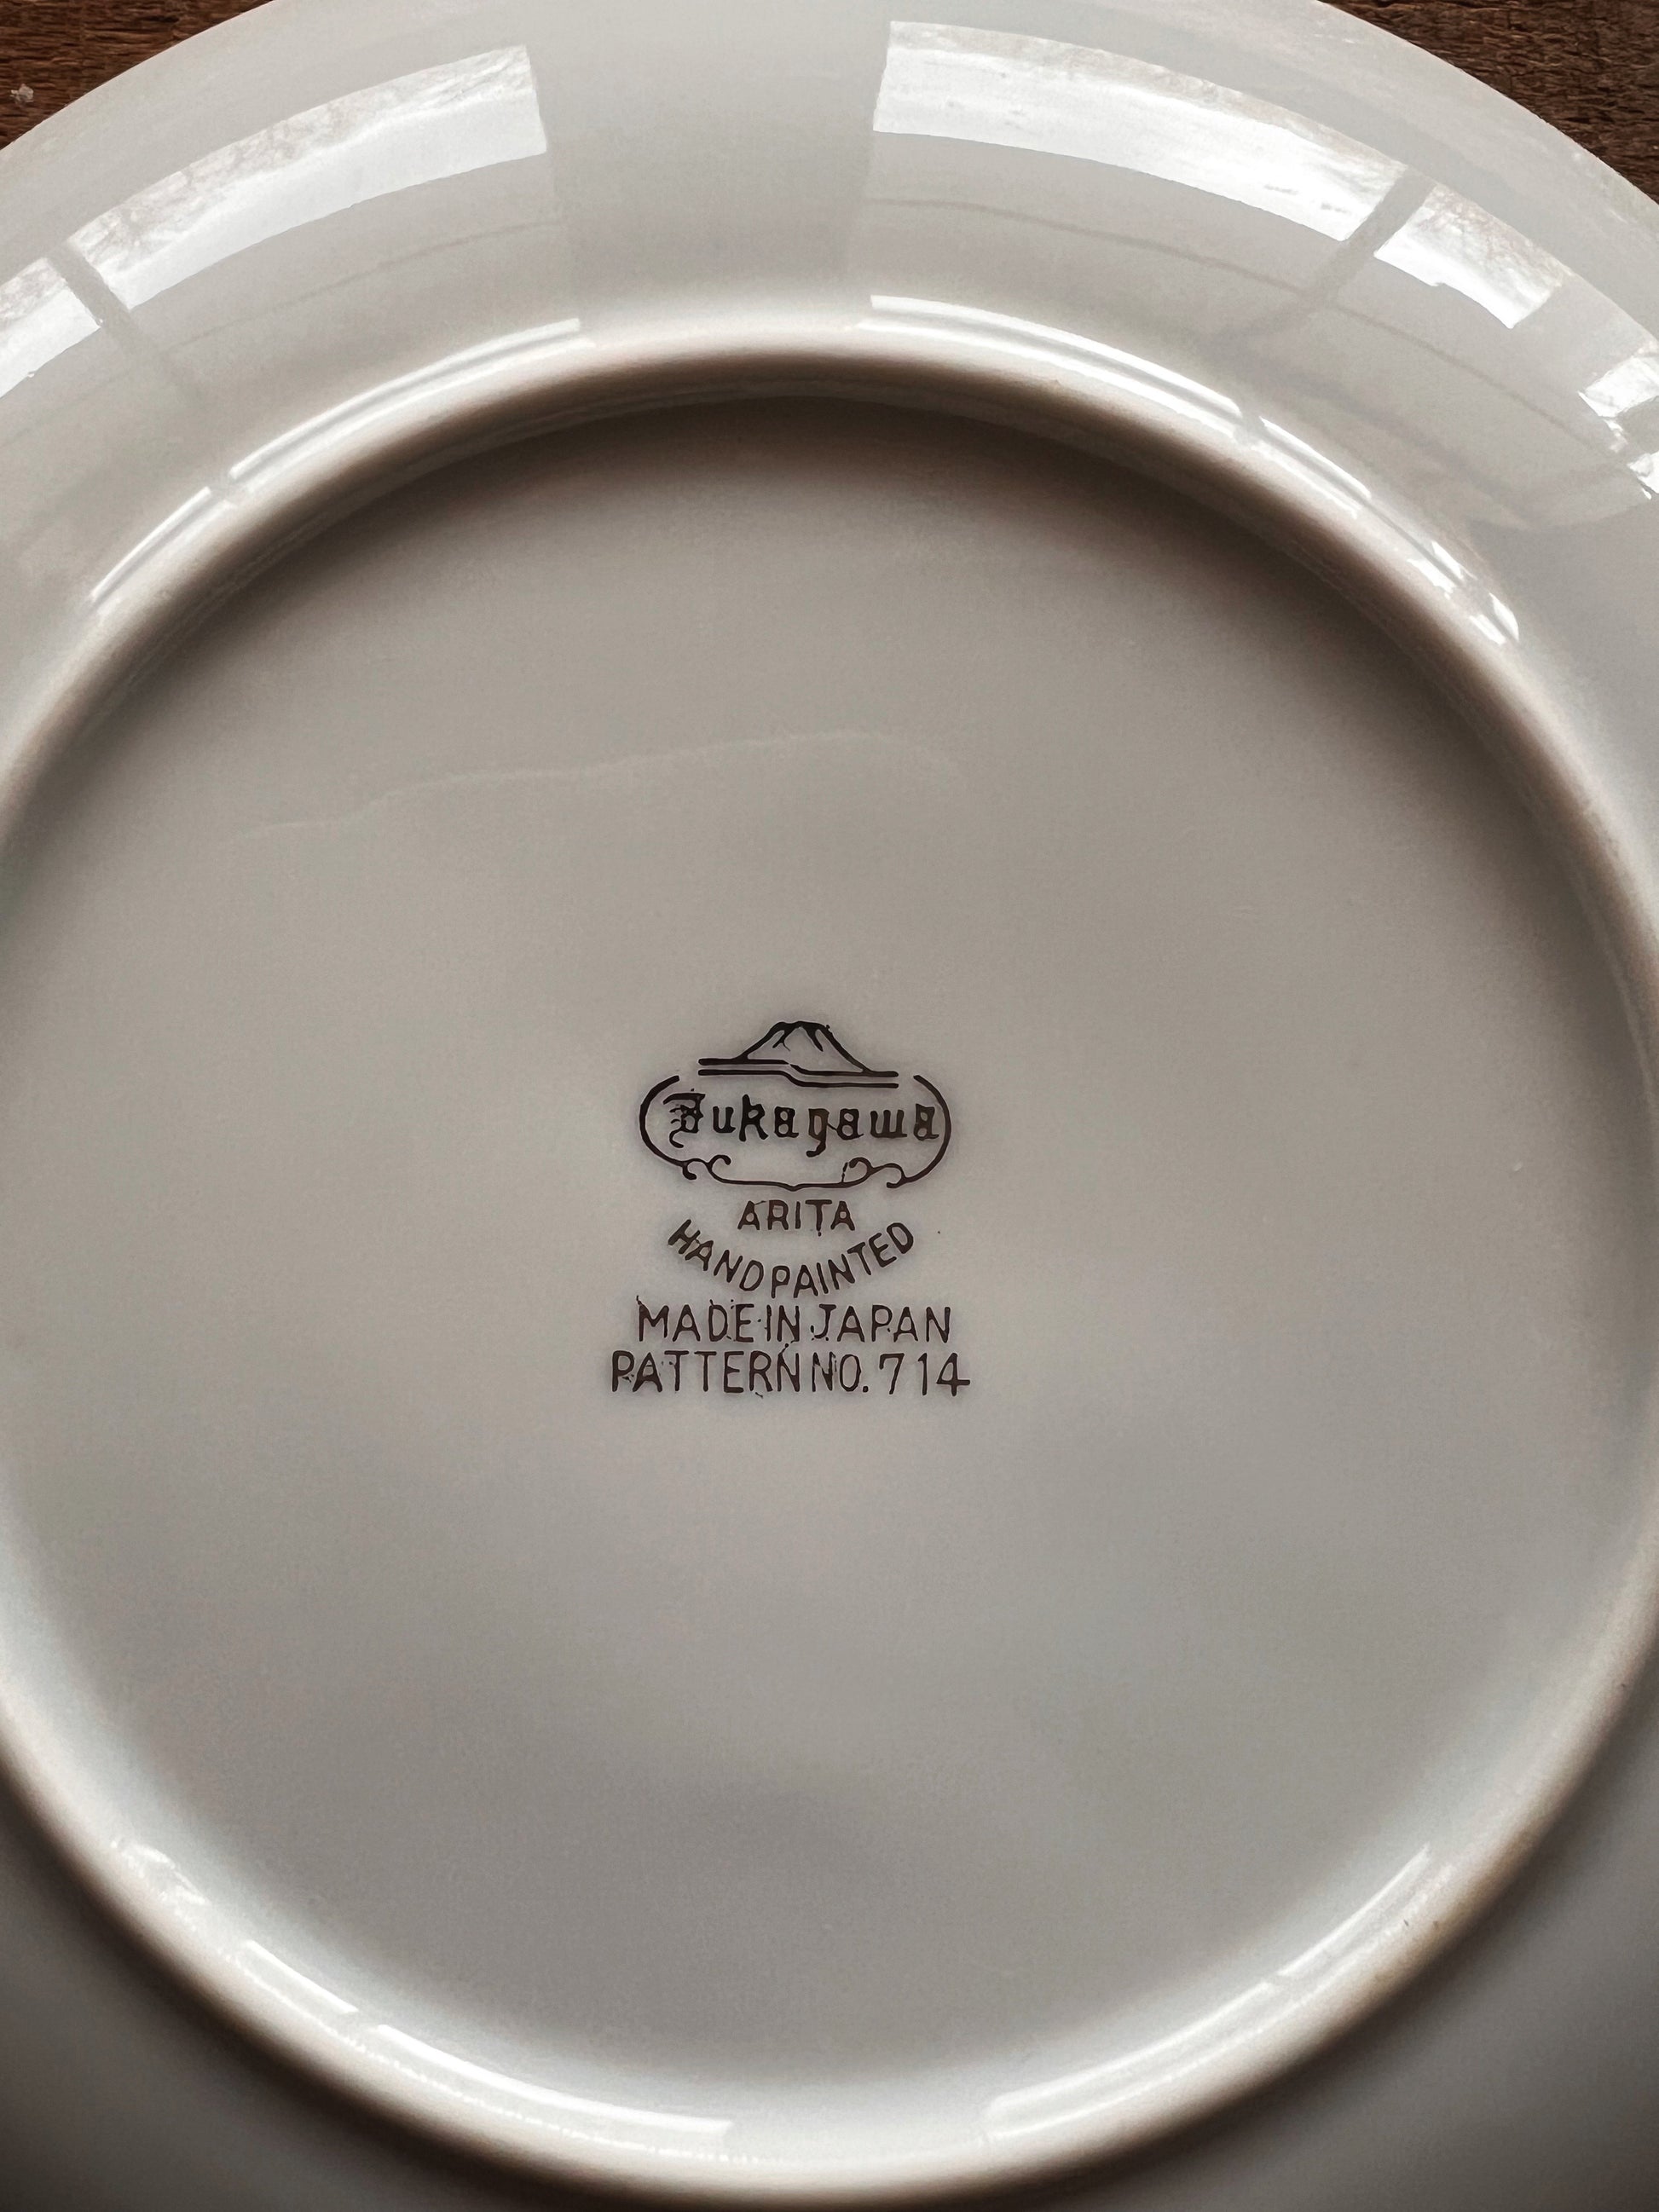 Fukagawa
ARITA
HAND PAINTED
MADE IN JAPAN
PATTERN NO. 714